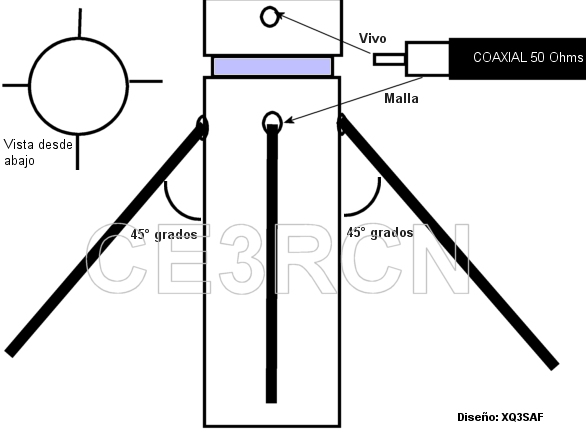 Vivo
COAXIAL 50 Ohms
Malla
Vista desde
abajo
45° grados
45° grados
CE3RCN
Diseño: XQ3SAF